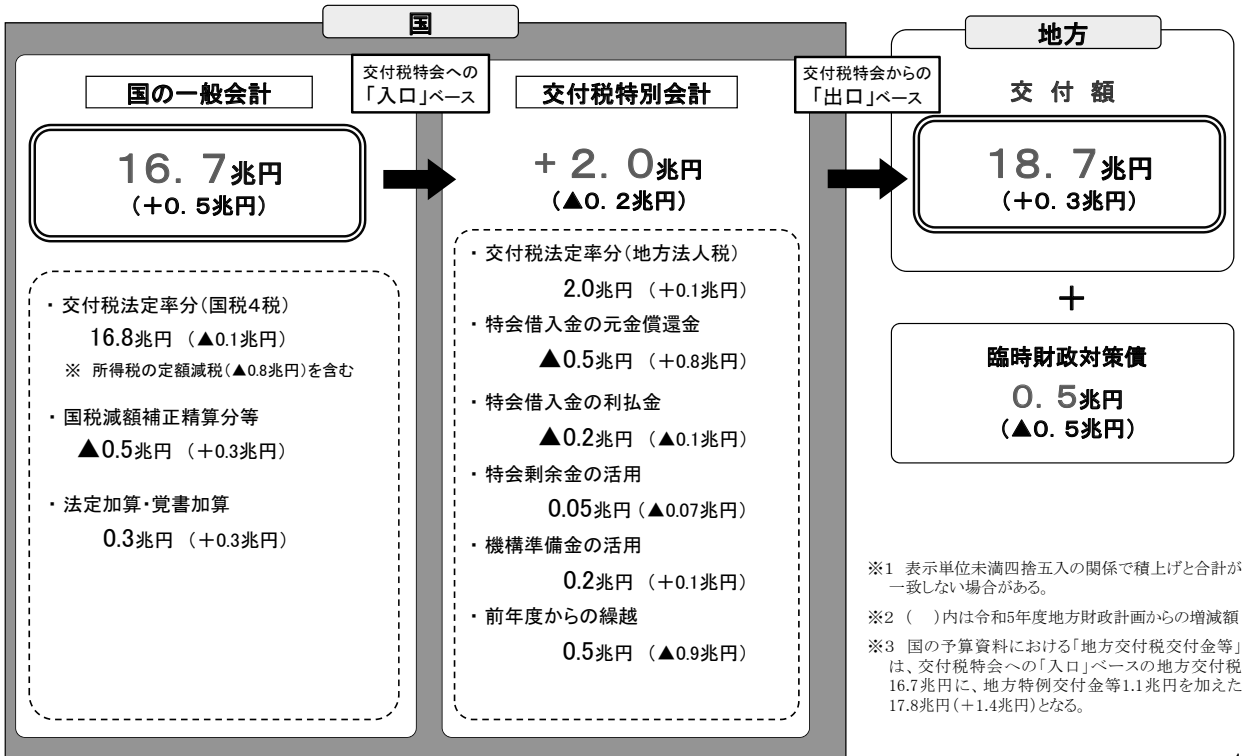 国
国の一般会計
交付税特会への
「入口」ベース
16. 7兆円
(+0. 5兆円)
・交付税法定率分(国税4税)
16.8兆円 (▲0.1兆円)
※ 所得税の定額減税(▲0.8兆円)を含む
・国税減額補正精算分等
▲0.5兆円 (+0.3兆円)
・法定加算・覚書加算
0.3兆円 (+0.3兆円)
交付税特別会計
+2. 0兆円
(▲0. 2兆円)
・交付税法定率分(地方法人税)
2.0兆円 (+0.1兆円)
・特会借入金の元金償還金
▲0.5兆円 (+0.8兆円)
・特会借入金の利払金
▲0.2兆円 (▲0.1兆円)
・特会剰余金の活用
0.05兆円(▲0.07兆円)
・機構準備金の活用
0.2兆円 (+0.1兆円)
・前年度からの繰越
0.5兆円 (▲0.9兆円)
交付税特会からの
「出口」ベース
地方
交 付 額
18. 7兆円
(+0. 3兆円)
+
臨時財政対策債
0. 5兆円
(▲0. 5兆円)
※1 表示単位未満四捨五入の関係で積上げと合計が
一致しない場合がある。
※2 ( )内は令和5年度地方財政計画からの増減額
※3 国の予算資料における「地方交付税交付金等」
は、交付税特会への「入口」ベースの地方交付税
16.7兆円に、地方特例交付金等1.1兆円を加えた
17.8兆円(+1.4兆円)となる。